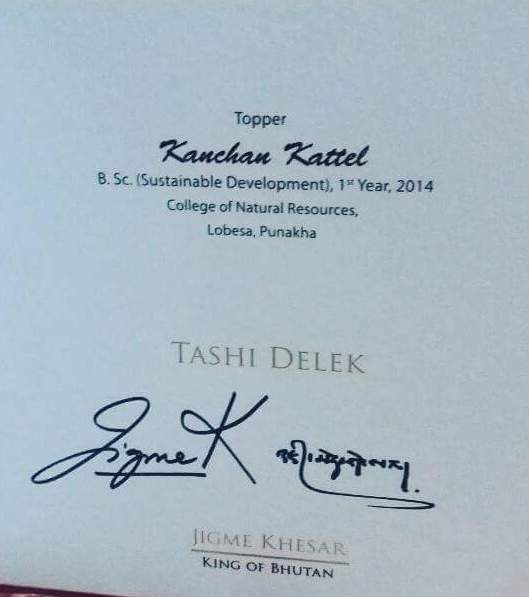 Topper
Kanchan Kattel
B. Sc. (Sustainable Development), 1st Year, 2014
College of Natural Resources,
Lobesa, Punakha
TASHI DELEK
Jigme K
JIGME KHESAR
KING OF BHUTAN